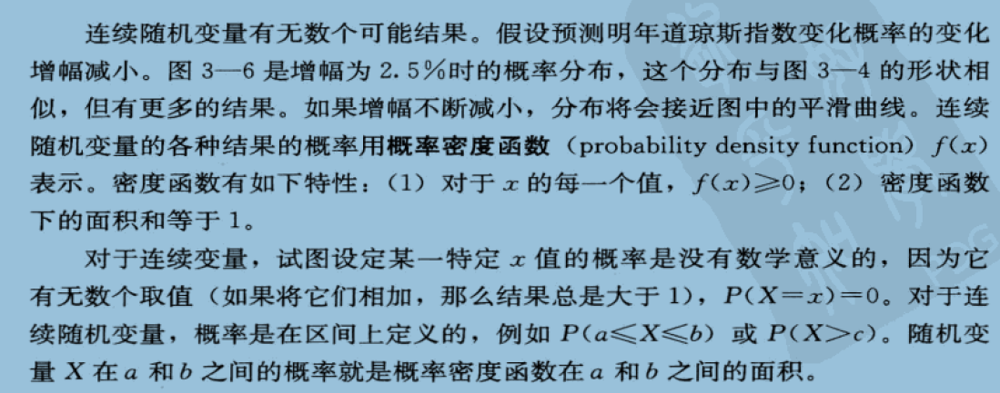 连续随机变量有无数个可能结果。假设预测明年道琼斯指数变化概率的变化
增幅减小。图 3—6 是增幅为 2.5%时的概率分布，这个分布与图 3—4 的形状相
似，但有更多的结果。如果增幅不断减小，分布将会接近图中的平滑曲线。连续
随机变量的各种结果的概率用概率密度函数（probability density function）f(x)
表示。密度函数有如下特性：（1）对于 x 的每一个值，f(x)≥0；（2）密度函数
下的面积和等于 1。
对于连续变量，试图设定某一特定 x 值的概率是没有数学意义的，因为它
有无数个取值（如果将它们相加，那么结果总是大于 1），P(X=x)=0。对于连
续随机变量，概率是在区间上定义的，例如 P(a≤X≤b) 或 P(X>c)。随机变
量 X 在 a 和 b 之间的概率就是概率密度函数在 a 和 b 之间的面积。